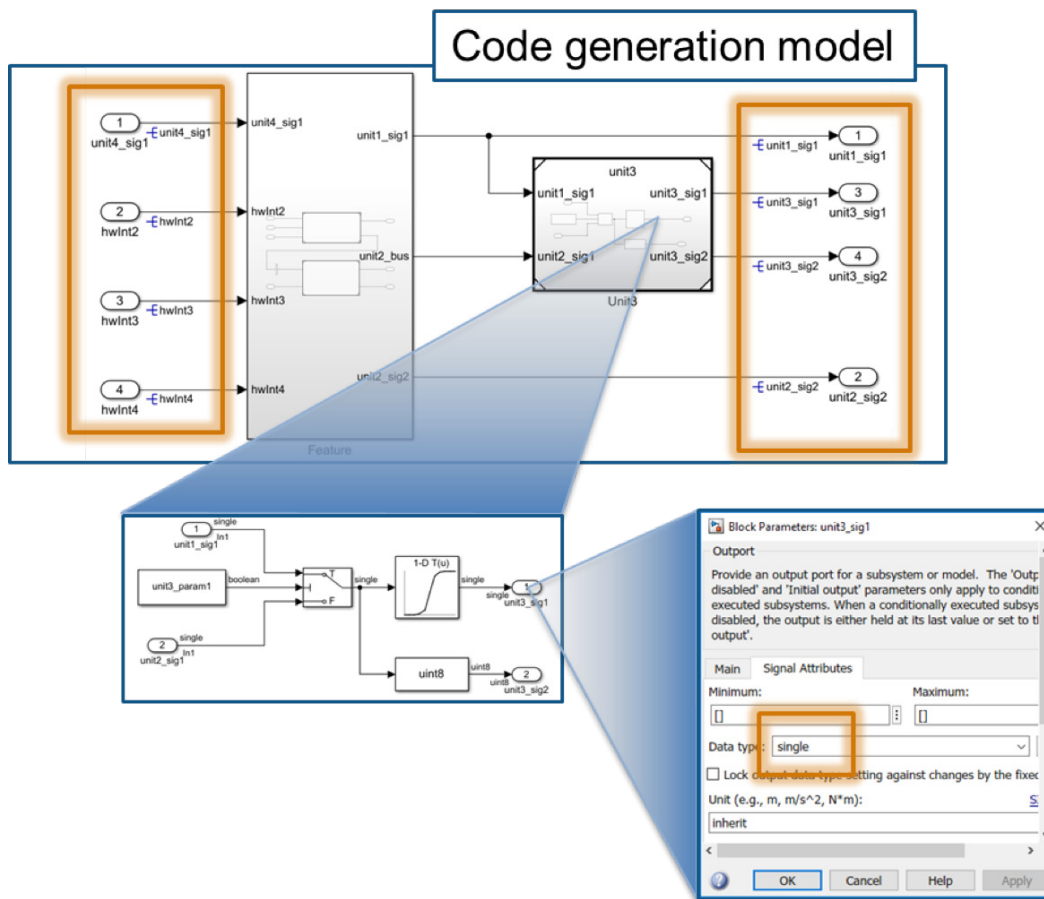 Code generation model
1
unit4_sig1
unit4_sig1
unit4_sig1
2
hwInt2
hwInt2
hwInt2
3
hwInt3
hwInt3
hwInt3
4
hwInt4
hwInt4
hwInt4
unit1_sig1
unit2_bus
unit2_sig2
Feature
unit3
unit1_sig1
unit3_sig1
unit2_sig1
unit3_sig2
Unit3
unit1_sig1
1
unit1_sig1
unit3_sig1
3
unit3_sig1
unit3_sig2
4
unit3_sig2
unit2_sig2
2
unit2_sig2
1
single
unit1_sig1
In1
unit3_param1
boolean
T
F
single
2
single
unit2_sig1
In1
1-D T(u)
single
single
1
unit3_sig1
uint8
uint8
uint8
2
unit3_sig2
Block Parameters: unit3_sig1
Outport
Provide an output port for a subsystem or model. The 'Outp
disabled' and 'Initial output' parameters only apply to conditi
executed subsystems. When a conditionally executed subsys
disabled, the output is either held at its last value or set to th
output'.
Main Signal Attributes
Minimum: Maximum:
[] []
Data type: single
Lock output data type setting against changes by the fixed
Unit (e.g., m, m/s^2, N*m):
inherit
OK Cancel Help Apply